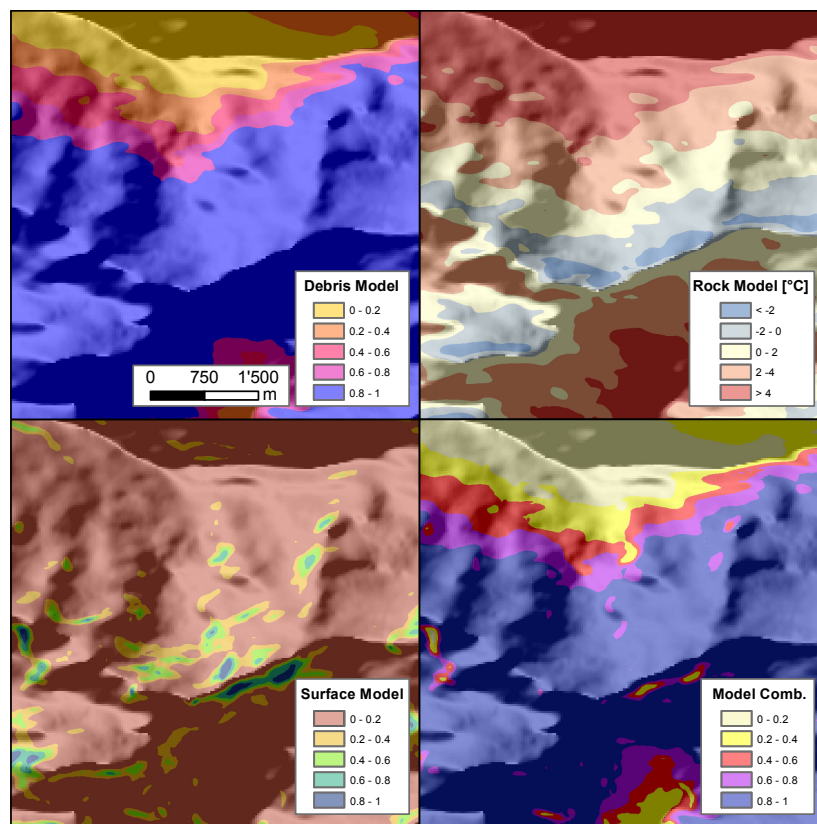 Debris Model
0 - 0.2
0.2 - 0.4
0.4 - 0.6
0.6 - 0.8
0.8 - 1
0 750 1'500
m
Rock Model [°C]
< -2
-2 - 0
0 - 2
2 -4
> 4
Surface Model
0 - 0.2
0.2 - 0.4
0.4 - 0.6
0.6 - 0.8
0.8 - 1
Model Comb.
0 - 0.2
0.2 - 0.4
0.4 - 0.6
0.6 - 0.8
0.8 - 1